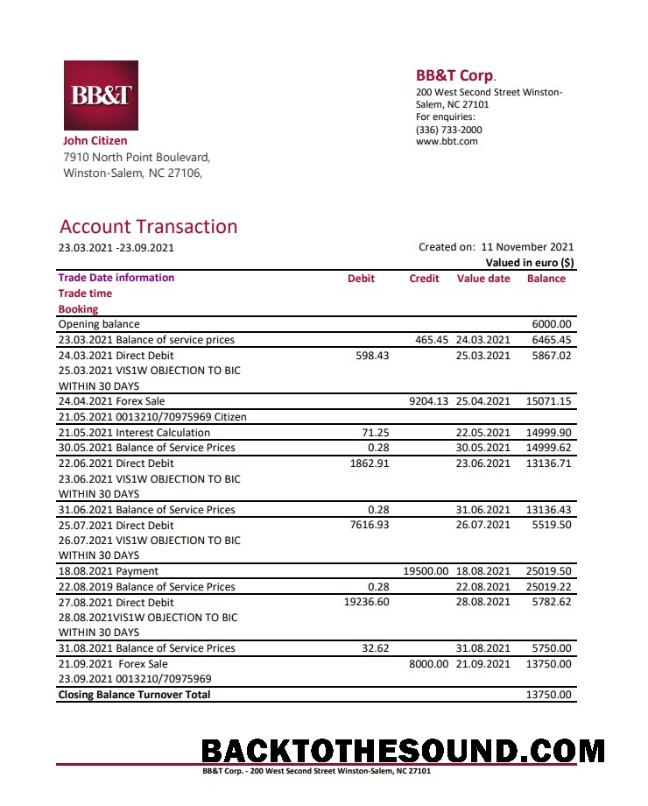 BB&T
BB&T Corp.
200 West Second Street Winston-
Salem, NC 27101
For enquiries:
(336) 733-2000
www.bbt.com
John Citizen
7910 North Point Boulevard,
Winston-Salem, NC 27106,
Account Transaction
23.03.2021 -23.09.2021 Created on: 11 November 2021
Valued in euro ($)
Trade Date information Debit Credit Value date Balance
Trade time
Booking
Opening balance 6000.00
23.03.2021 Balance of service prices 465.45 24.03.2021 6465.45
24.03.2021 Direct Debit 598.43 25.03.2021 5867.02
25.03.2021 VIS1W OBJECTION TO BIC
WITHIN 30 DAYS
24.04.2021 Forex Sale 9204.13 25.04.2021 15071.15
21.05.2021 0013210/70975969 Citizen
21.05.2021 Interest Calculation 71.25 22.05.2021 14999.90
30.05.2021 Balance of Service Prices 0.28 30.05.2021 14999.62
22.06.2021 Direct Debit 1862.91 23.06.2021 13136.71
23.06.2021 VIS1W OBJECTION TO BIC
WITHIN 30 DAYS
31.06.2021 Balance of Service Prices 0.28 31.06.2021 13136.43
25.07.2021 Direct Debit 7616.93 26.07.2021 5519.50
26.07.2021 VIS1W OBJECTION TO BIC
WITHIN 30 DAYS
18.08.2021 Payment 19500.00 18.08.2021 25019.50
22.08.2019 Balance of Service Prices 0.28 22.08.2021 25019.22
27.08.2021 Direct Debit 19236.60 28.08.2021 5782.62
28.08.2021VIS1W OBJECTION TO BIC
WITHIN 30 DAYS
31.08.2021 Balance of Service Prices 32.62 31.08.2021 5750.00
21.09.2021 Forex Sale 8000.00 21.09.2021 13750.00
23.09.2021 0013210/70975969
Closing Balance Turnover Total 13750.00
BACKTOTHESOUND.COM
BB&T Corp. - 200 West Second Street Winston-Salem, NC 27101